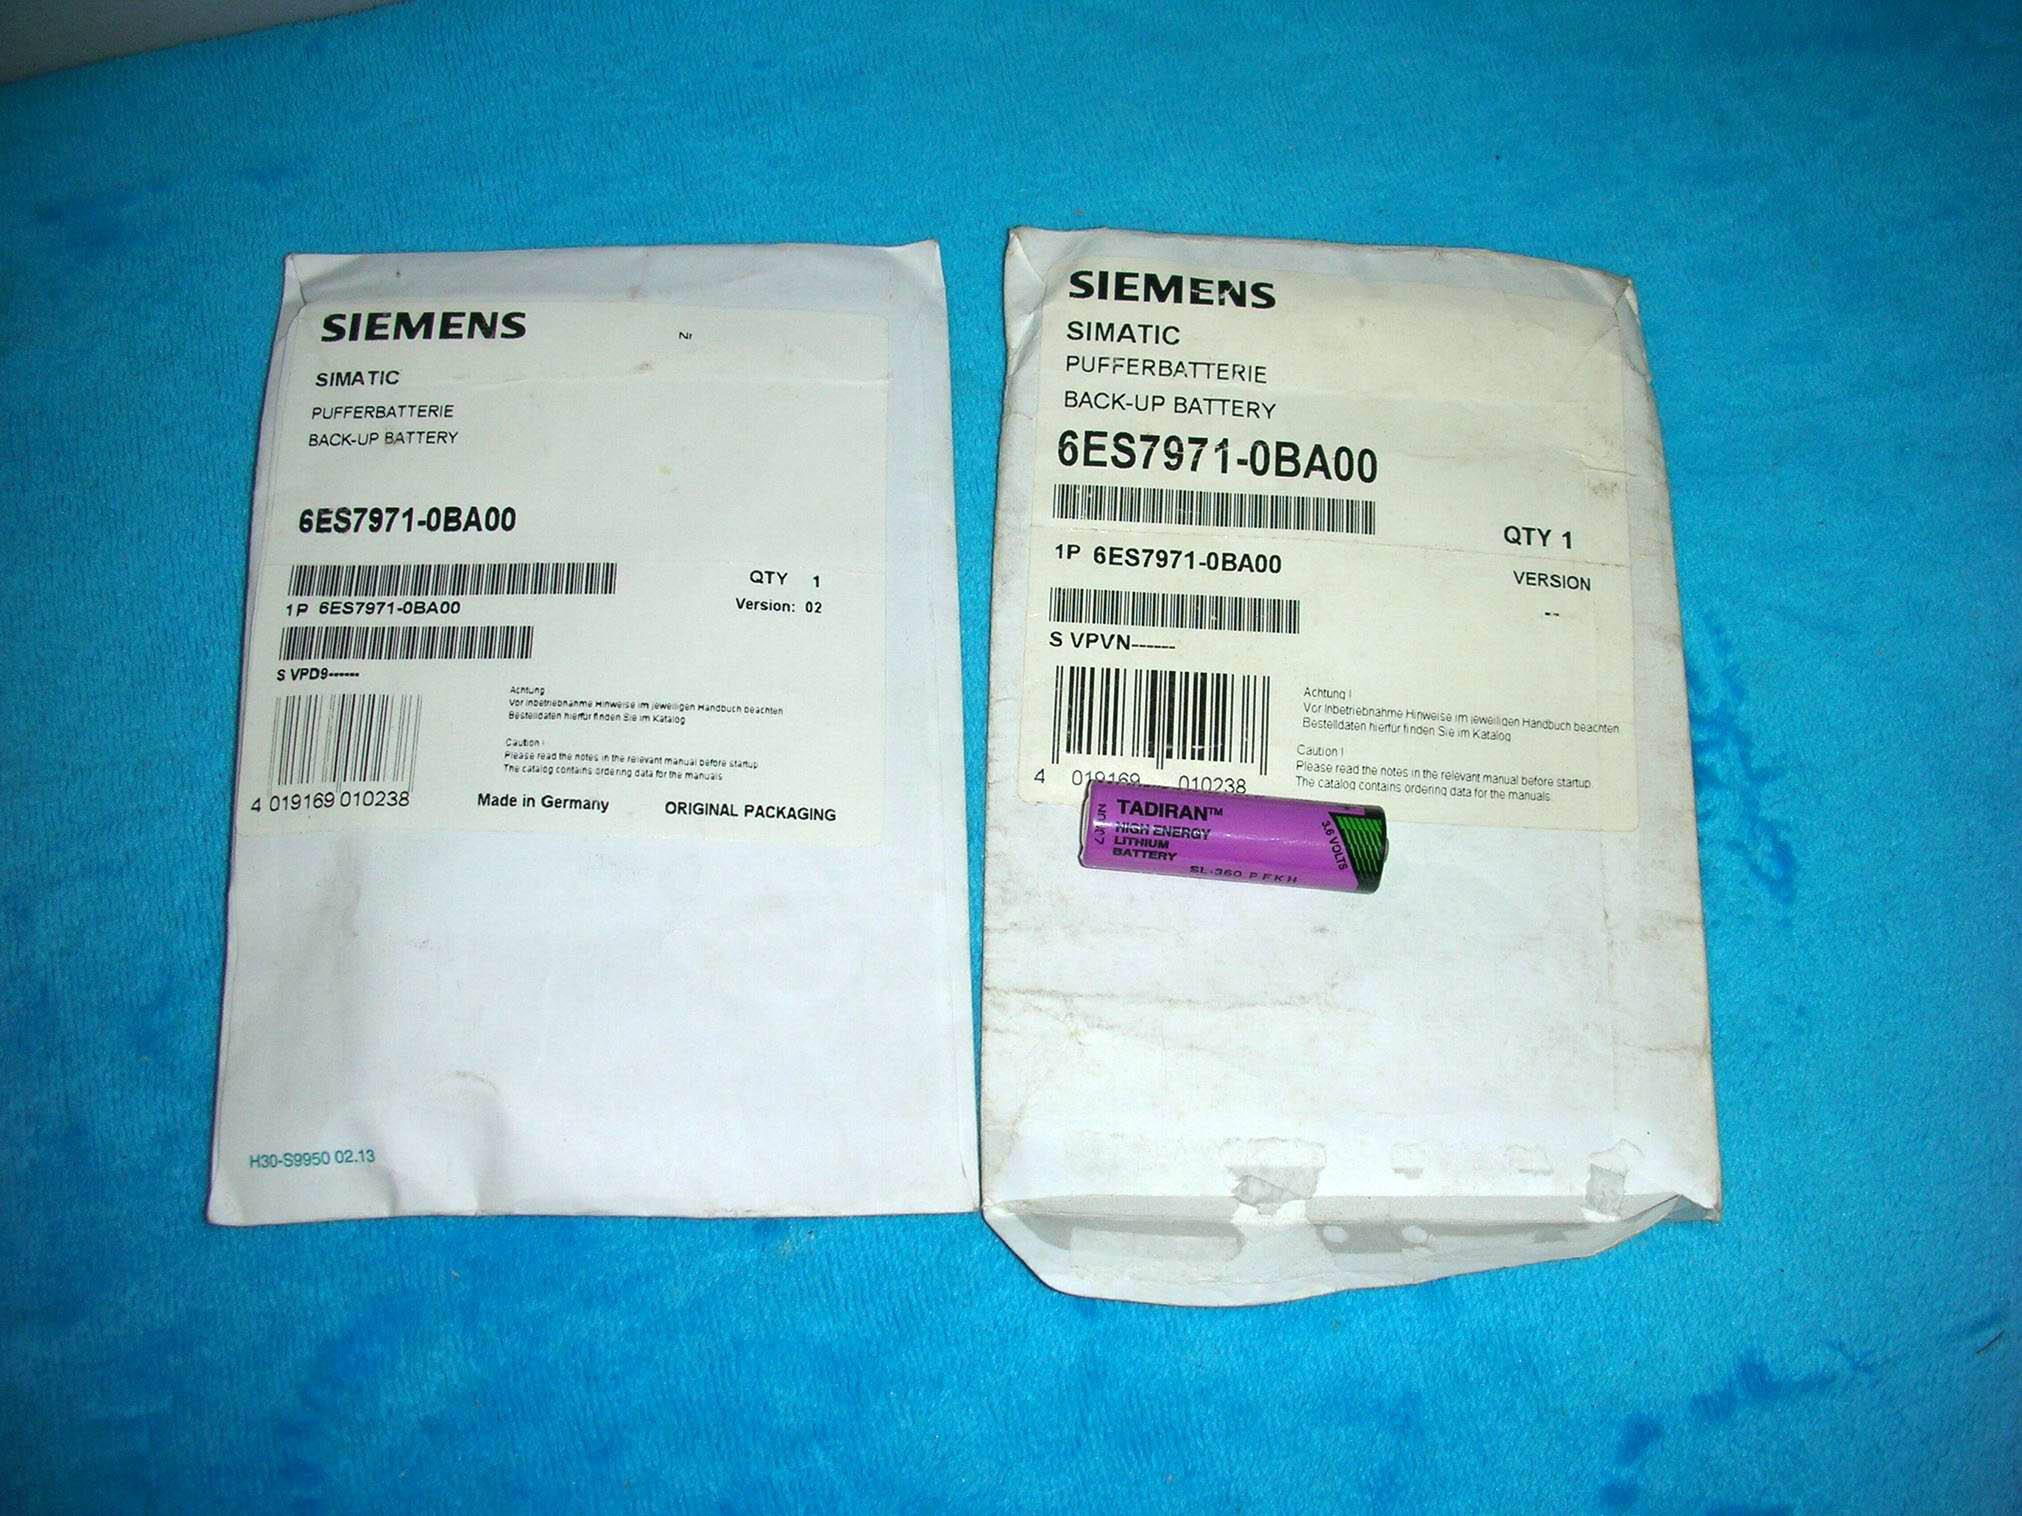 SIEMENS
SIMATIC
PUFFERBATTERIE
BACK-UP BATTERY
6ES7971-0BA00
QTY 1
1P 6ES7971-0BA00
Version: 02
S VPD9------
Achtung
Vor Inbetriebnahme Hinweise im jeweiligen Handbuch beachten
Bestelldaten hierfür finden Sie im Katalog
Caution !
Please read the notes in the relevant manual before startup
The catalog contains ordering data for the manuals
4 019169 010238
Made in Germany
ORIGINAL PACKAGING
H30-S9950 02.13
SIEMENS
SIMATIC
PUFFERBATTERIE
BACK-UP BATTERY
6ES7971-0BA00
QTY 1
1P 6ES7971-0BA00
VERSION
--
S VPVN------
Achtung !
Vor Inbetriebnahme Hinweise im jeweiligen Handbuch beachten
Bestelldaten hierfür finden Sie im Katalog
Caution !
Please read the notes in the relevant manual before startup.
The catalog contains ordering data for the manuals
4 019169 010238
TADIRAN™
HIGH ENERGY
LITHIUM
BATTERY
SL-360
3.6 VOLTS